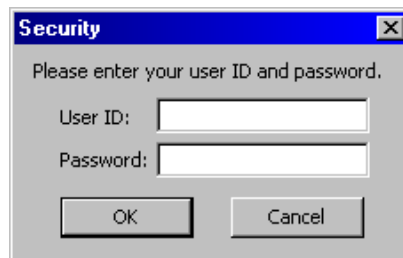 Security
Please enter your user ID and password.
User ID:
Password:
OK Cancel